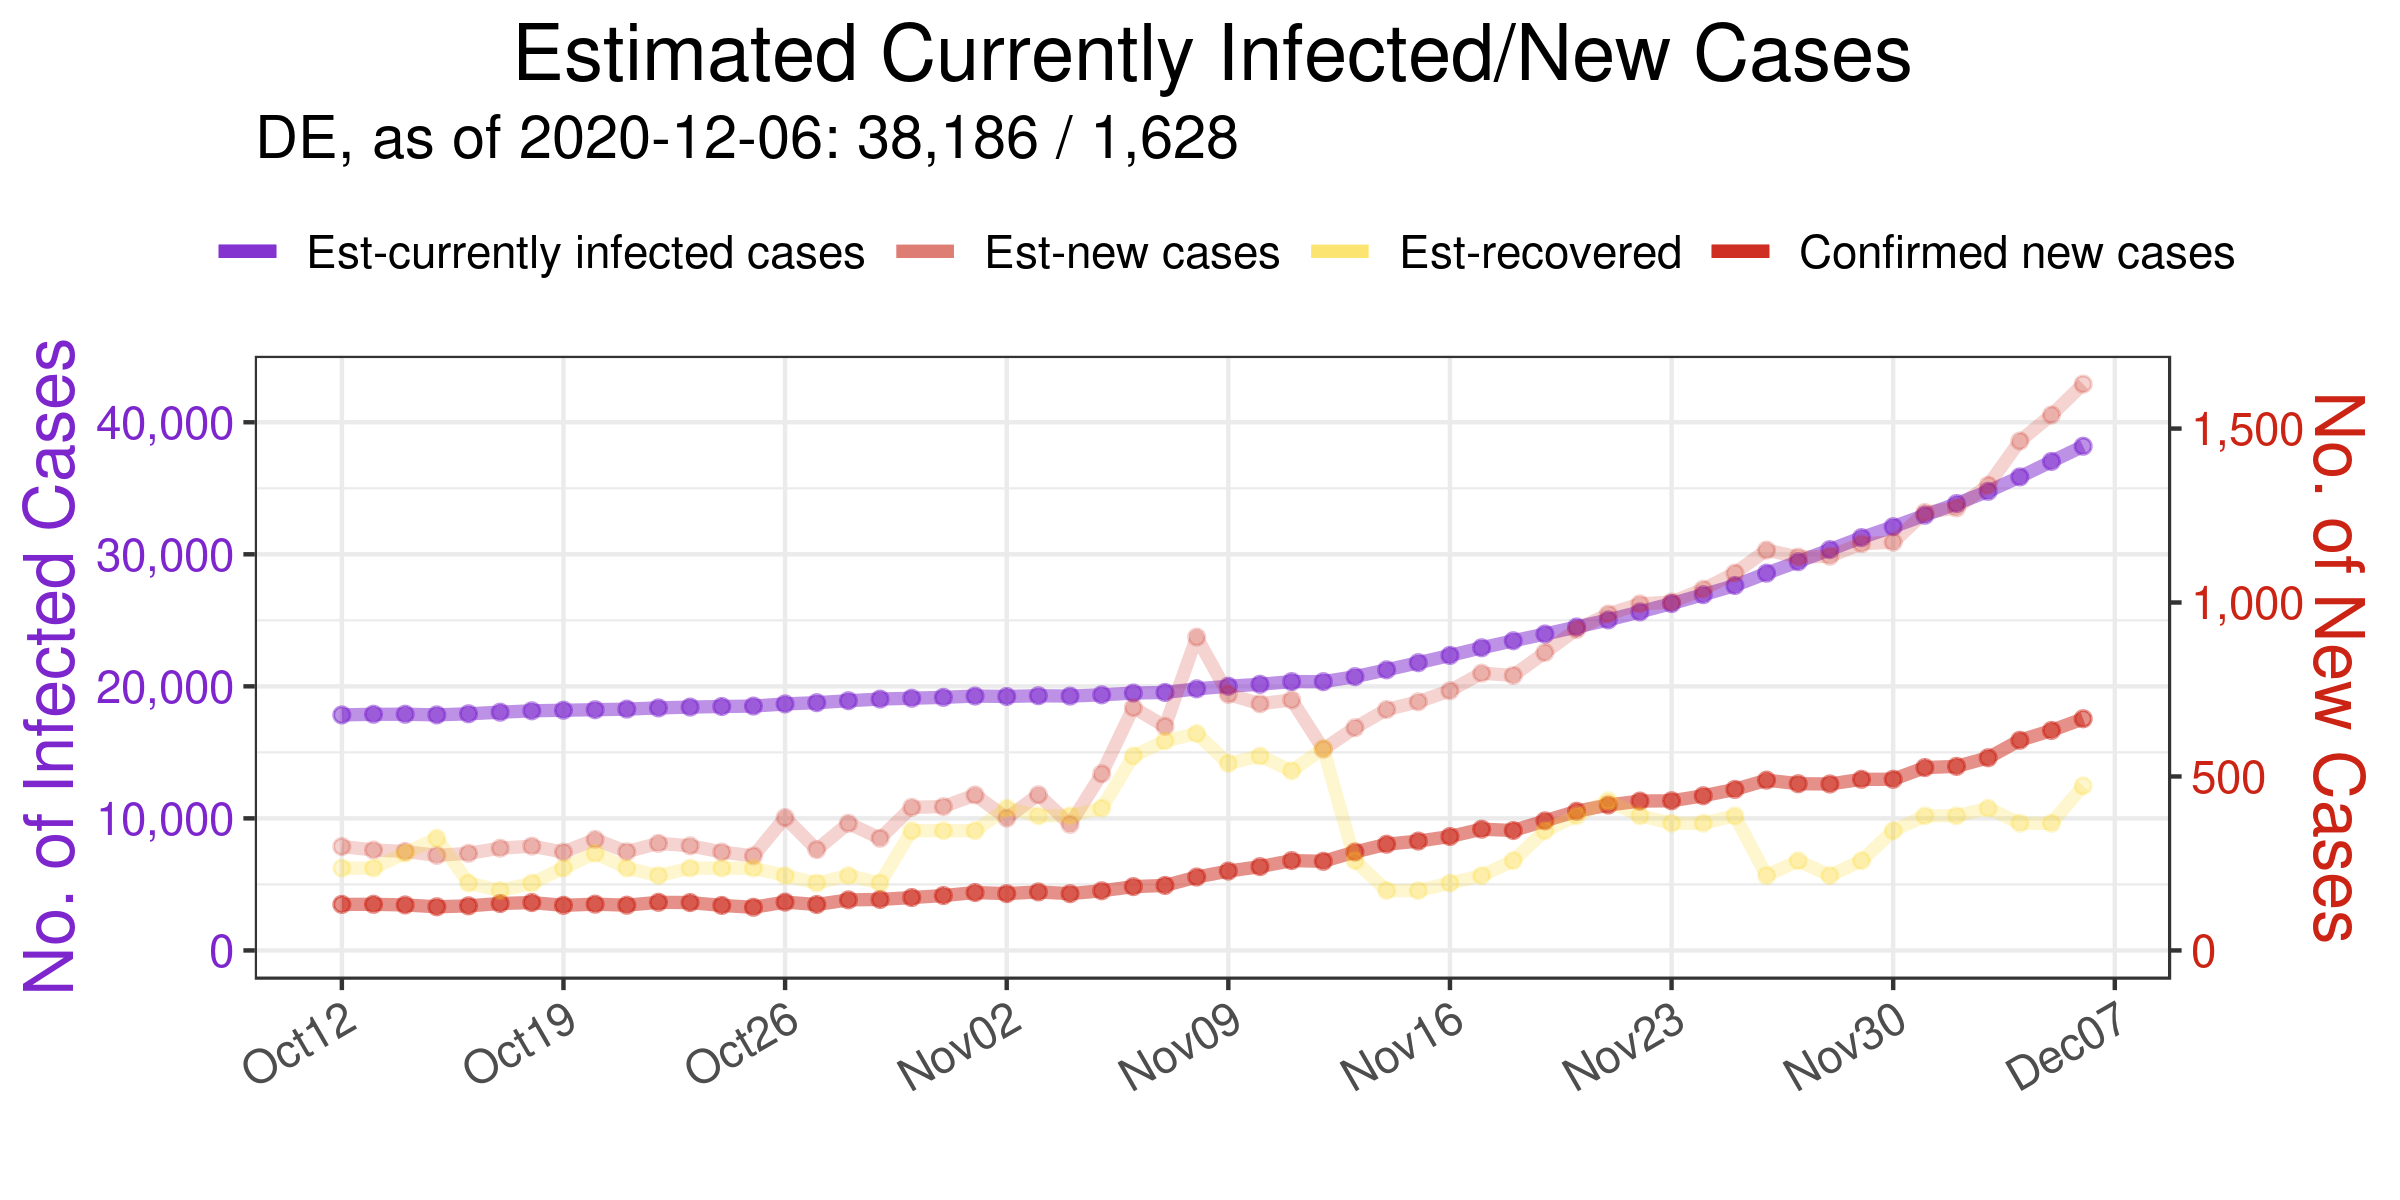 Estimated Currently Infected/New Cases
DE, as of 2020-12-06: 38,186 / 1,628
Est-currently infected cases Est-new cases Est-recovered Confirmed new cases
No. of Infected Cases
40,000
30,000
20,000
10,000
0
1,500
1,000
500
0
No. of New Cases
Oct12 Oct19 Oct26 Nov02 Nov09 Nov16 Nov23 Nov30 Dec07